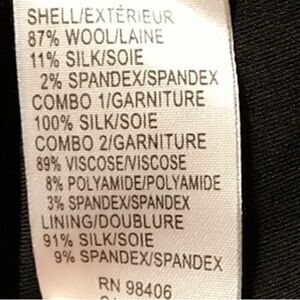 SHELL/EXTÉRIEUR
87% WOOL/LAINE
11% SILK/SOIE
2% SPANDEX/SPANDEX
COMBO 1/GARNITURE
100% SILK/SOIE
COMBO 2/GARNITURE
89% VISCOSE/VISCOSE
8% POLYAMIDE/POLYAMIDE
3% SPANDEX/SPANDEX
LINING/DOUBLURE
91% SILK/SOIE
9% SPANDEX/SPANDEX
RN 98406